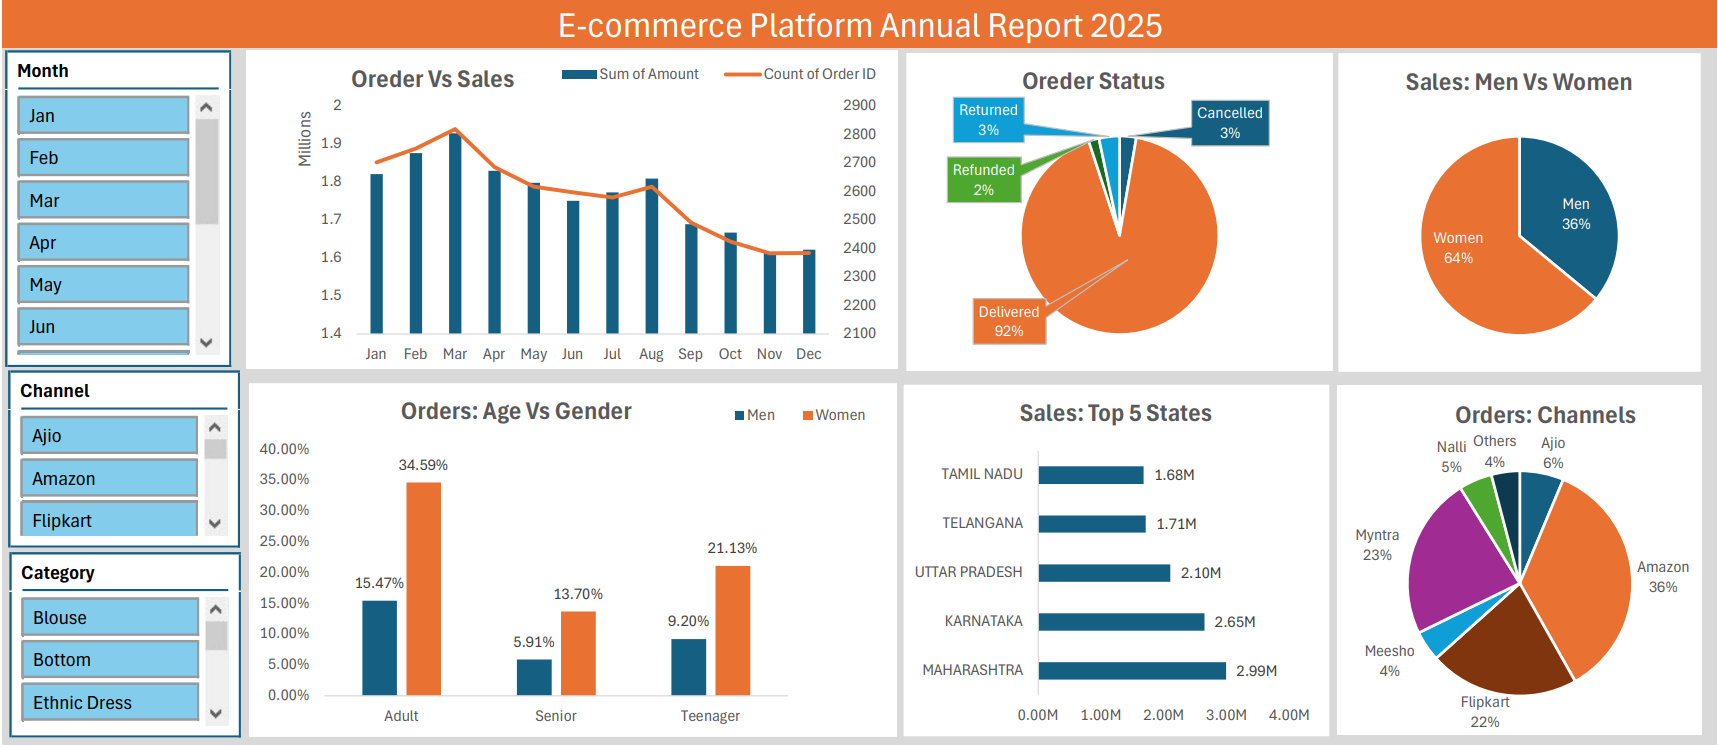 E-commerce Platform Annual Report 2025
Month
Jan
Feb
Mar
Apr
May
Jun
Channel
Ajio
Amazon
Flipkart
Category
Blouse
Bottom
Ethnic Dress
Oreder Vs Sales
Sum of Amount
Count of Order ID
Millions
2
1.9
1.8
1.7
1.6
1.5
1.4
2900
2800
2700
2600
2500
2400
2300
2200
2100
Jan Feb Mar Apr May Jun Jul Aug Sep Oct Nov Dec
Oreder Status
Returned
3%
Cancelled
3%
Refunded
2%
Delivered
92%
Sales: Men Vs Women
Men
36%
Women
64%
Orders: Age Vs Gender
Men
Women
40.00%
35.00%
30.00%
25.00%
20.00%
15.00%
10.00%
5.00%
0.00%
15.47%
34.59%
5.91%
13.70%
9.20%
21.13%
Adult Senior Teenager
Sales: Top 5 States
TAMIL NADU 1.68M
TELANGANA 1.71M
UTTAR PRADESH 2.10M
KARNATAKA 2.65M
MAHARASHTRA 2.99M
0.00M 1.00M 2.00M 3.00M 4.00M
Orders: Channels
Nalli
5%
Others
4%
Ajio
6%
Myntra
23%
Amazon
36%
Meesho
4%
Flipkart
22%